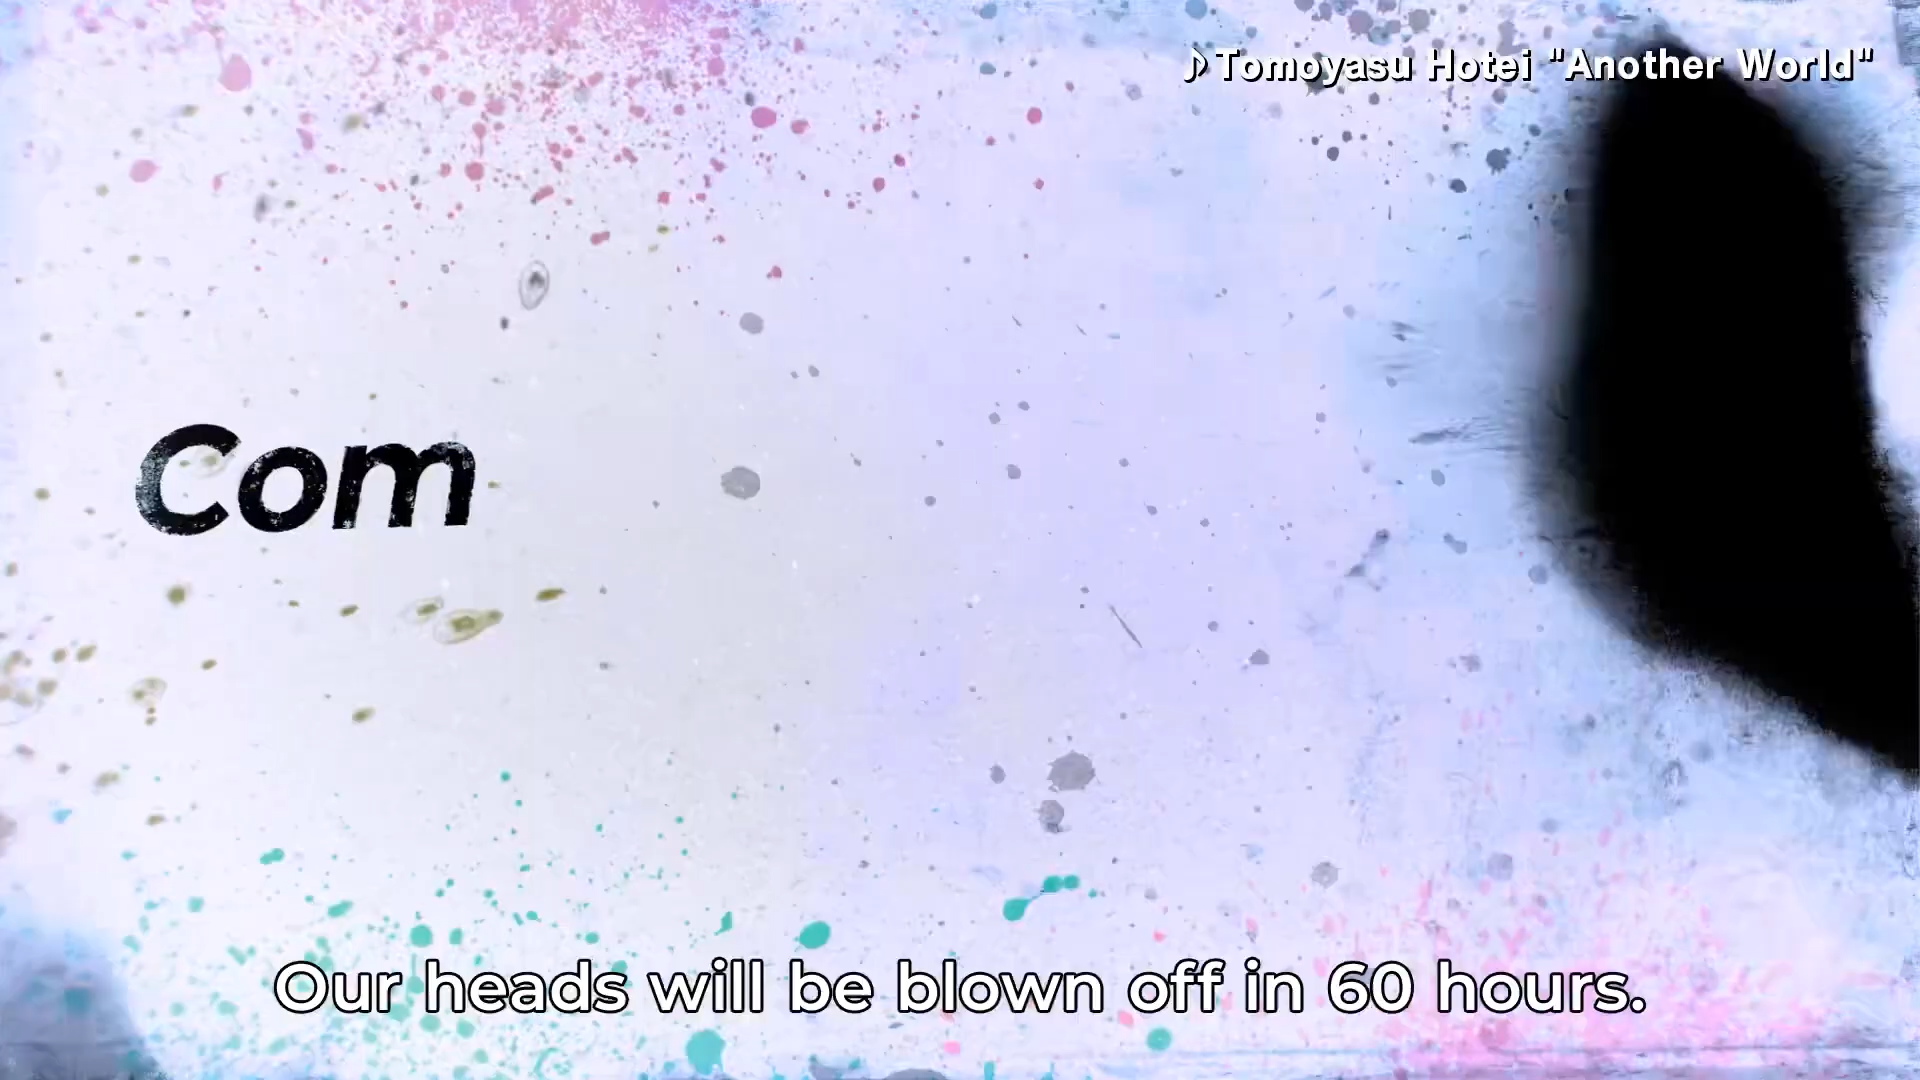 ♪Tomoyasu Hotei "Another World"
Com
Our heads will be blown off in 60 hours.